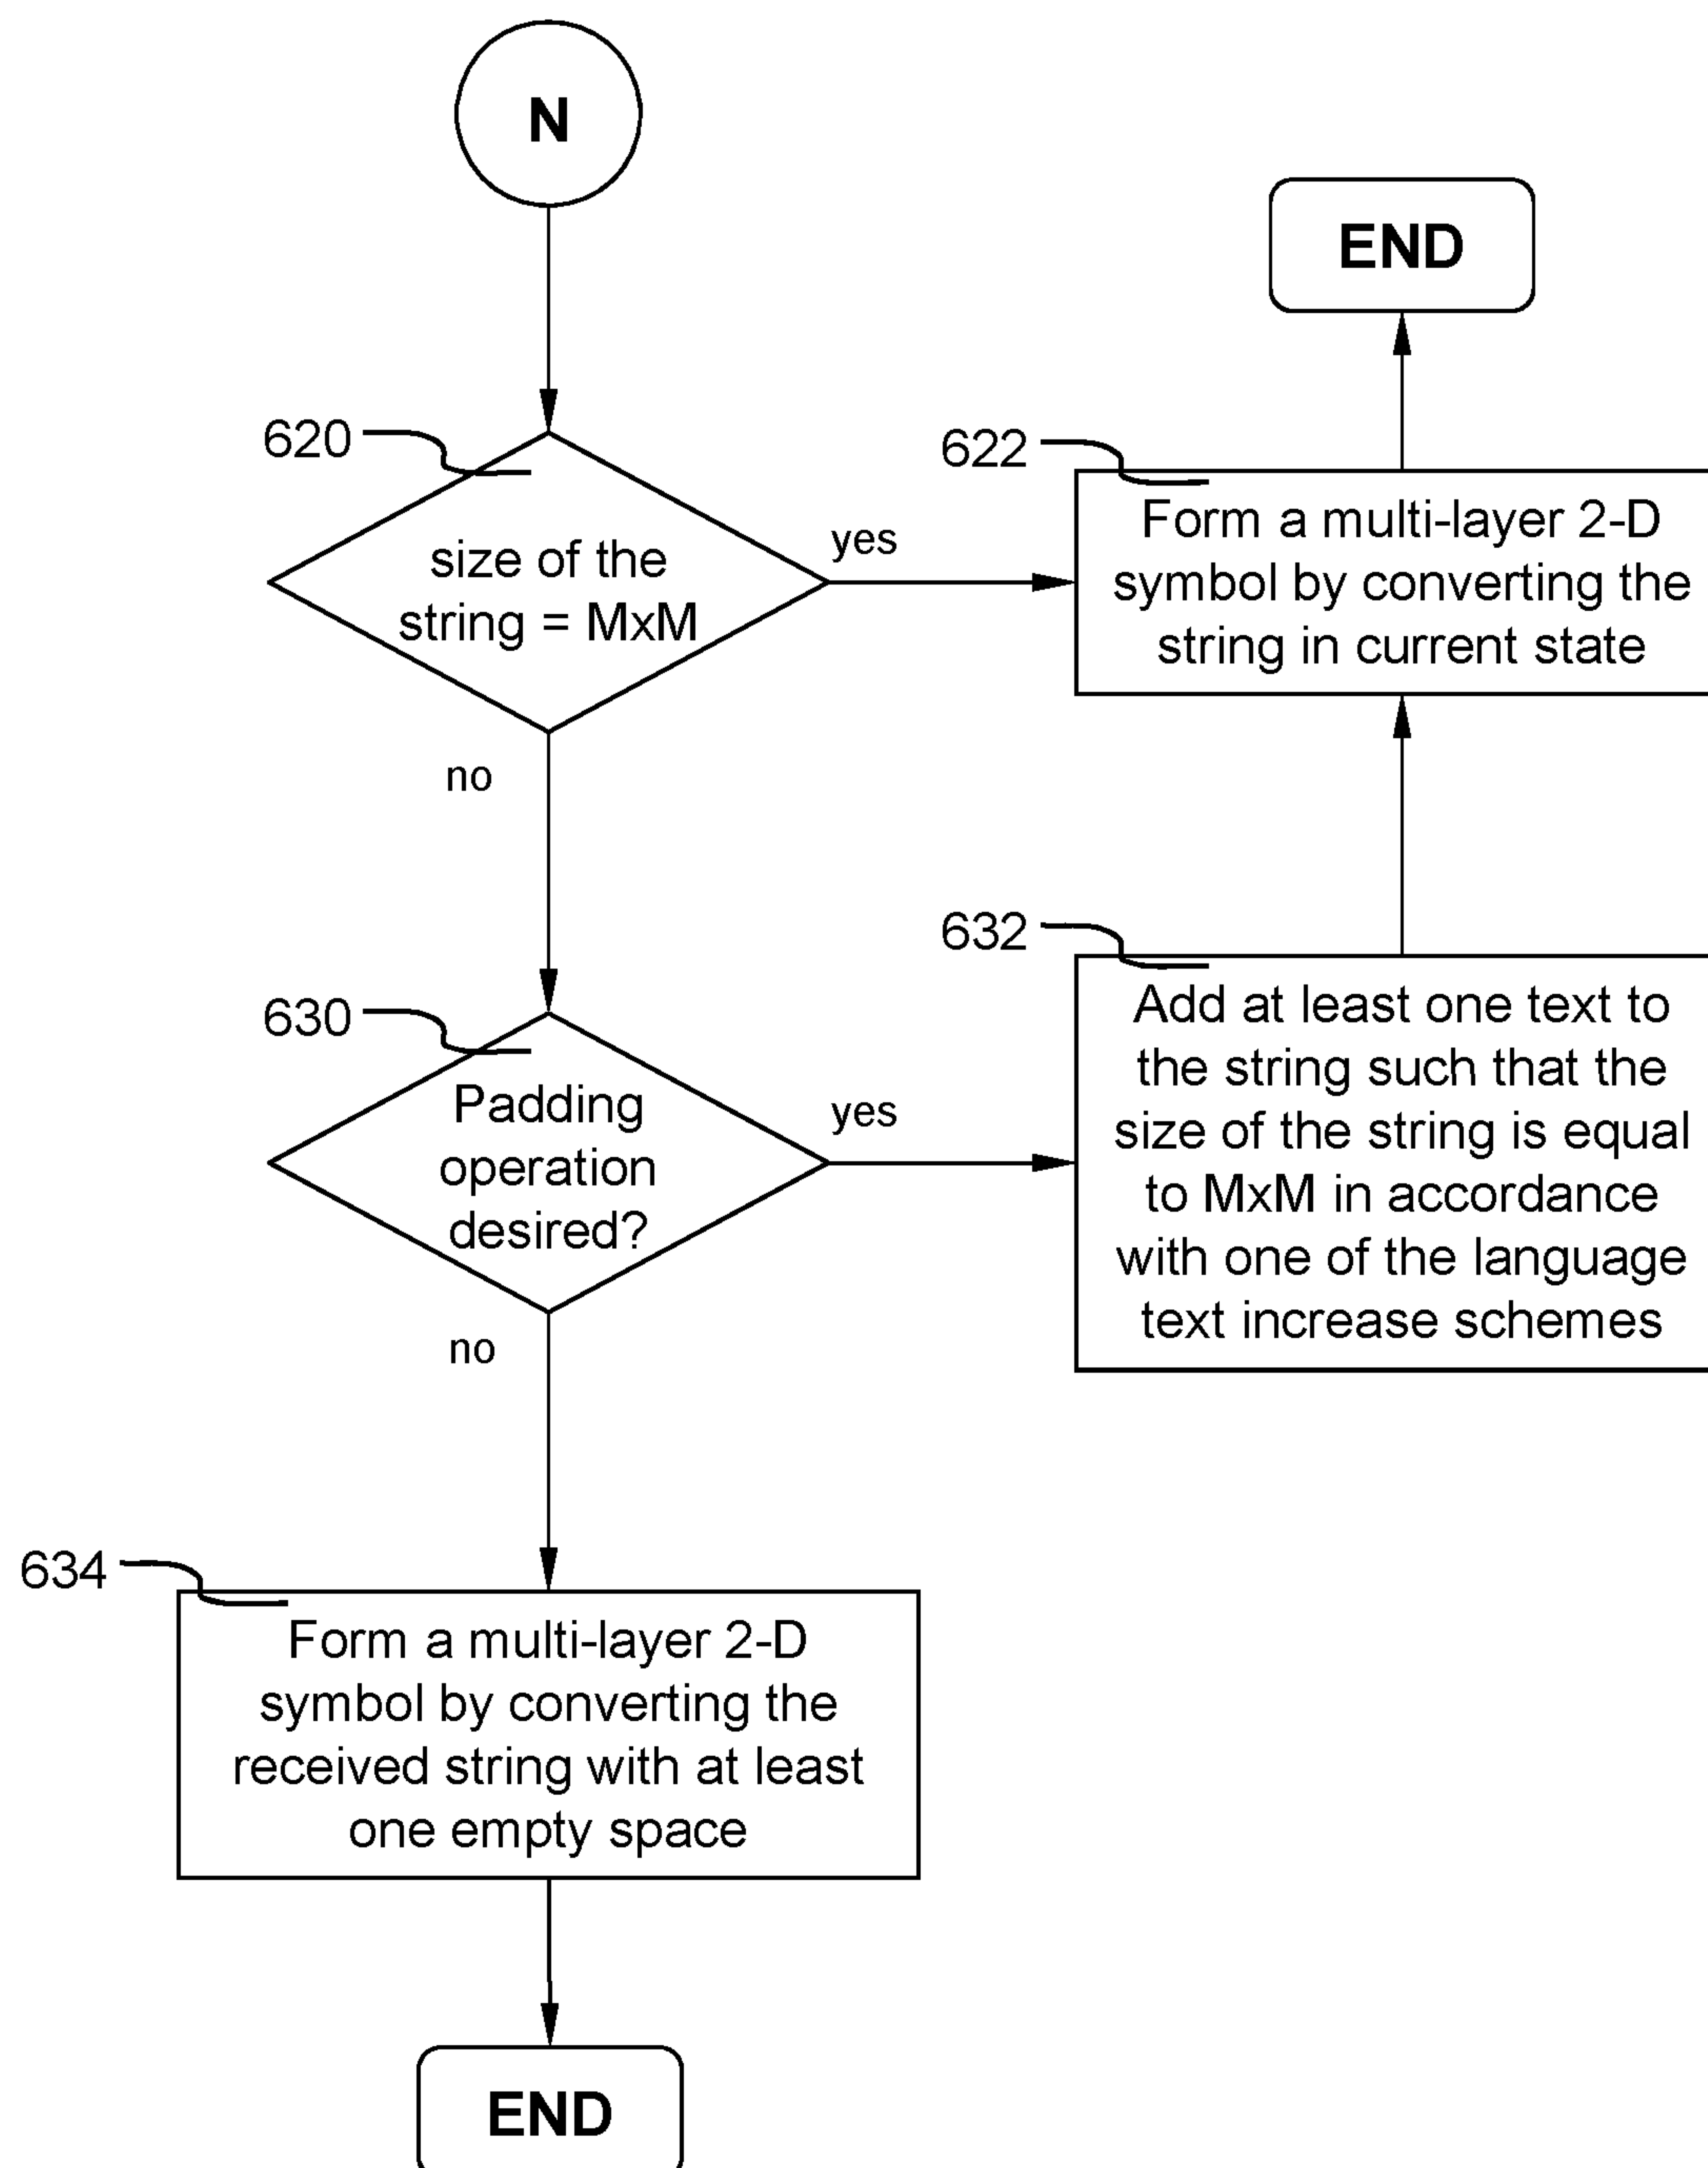 N
END
620
size of the
string = MxM
yes
622
Form a multi-layer 2-D
symbol by converting the
string in current state
no
630
Padding
operation
desired?
yes
632
Add at least one text to
the string such that the
size of the string is equal
to MxM in accordance
with one of the language
text increase schemes
no
634
Form a multi-layer 2-D
symbol by converting the
received string with at least
one empty space
END